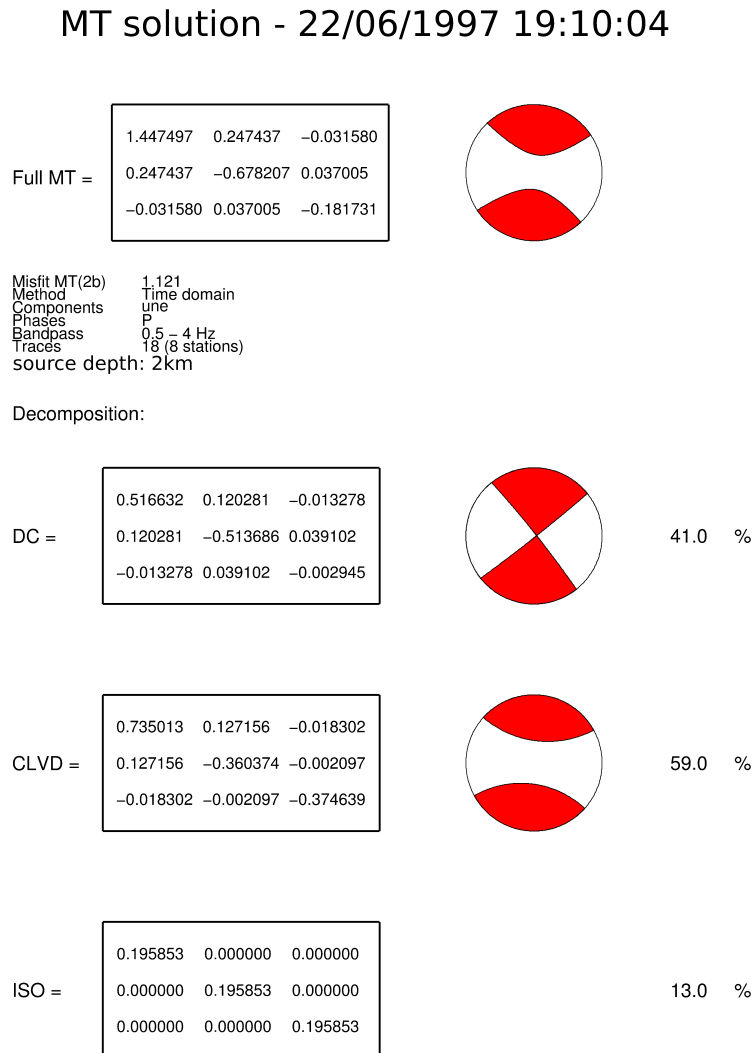 MT solution - 22/06/1997 19:10:04
1.447497 0.247437 −0.031580
Full MT = 0.247437 −0.678207 0.037005
−0.031580 0.037005 −0.181731
Misfit MT(2b) 1.121
Method Time domain
Components une
Phases P
Bandpass 0.5 − 4 Hz
Traces 18 (8 stations)
source depth: 2km
Decomposition:
0.516632 0.120281 −0.013278
DC = 0.120281 −0.513686 0.039102 41.0 %
−0.013278 0.039102 −0.002945
0.735013 0.127156 −0.018302
CLVD = 0.127156 −0.360374 −0.002097 59.0 %
−0.018302 −0.002097 −0.374639
0.195853 0.000000 0.000000
ISO = 0.000000 0.195853 0.000000 13.0 %
0.000000 0.000000 0.195853